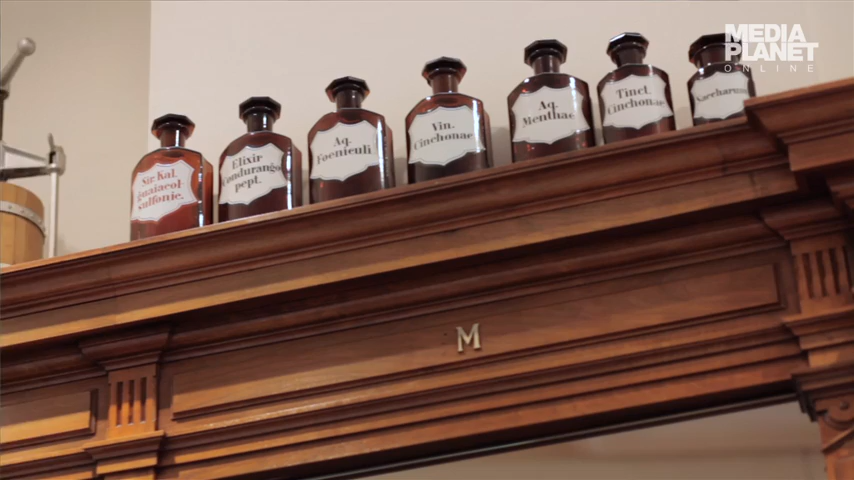 MEDIA
PLANET
ONLINE
Sir Kal.
Guaiacol-
sulfonic.
Elixir
Condurango
pept.
Aq.
Foeniculi
Vin.
Cinchonae
Aq.
Menthae
Tinct.
Cinchonae
Saccharum
M